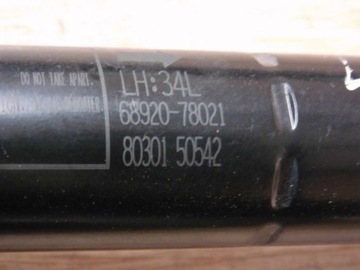 DO NOT TAKE APART.
LH:34L
68920-78021
80301 50542